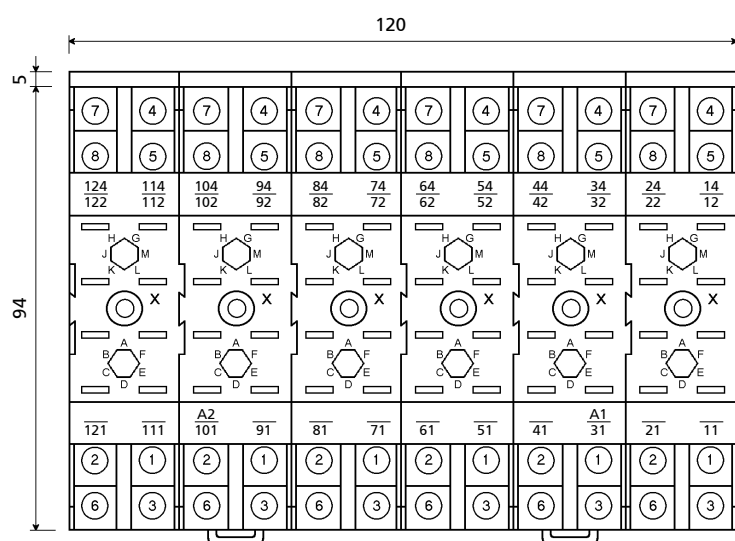 120
5
94
7 4 7 4 7 4 7 4 7 4 7 4
8 5 8 5 8 5 8 5 8 5 8 5
124 114 104 94 84 74 64 54 44 34 24 14
122 112 102 92 82 72 62 52 42 32 22 12
H G H G H G H G H G H G
J M J M J M J M J M J M
K L K L K L K L K L K L
X X X X X X
A A A A A A
B F B F B F B F B F B F
C E C E C E C E C E C E
D D D D D D
A2 A1
121 111 101 91 81 71 61 51 41 31 21 11
2 1 2 1 2 1 2 1 2 1 2 1
6 3 6 3 6 3 6 3 6 3 6 3